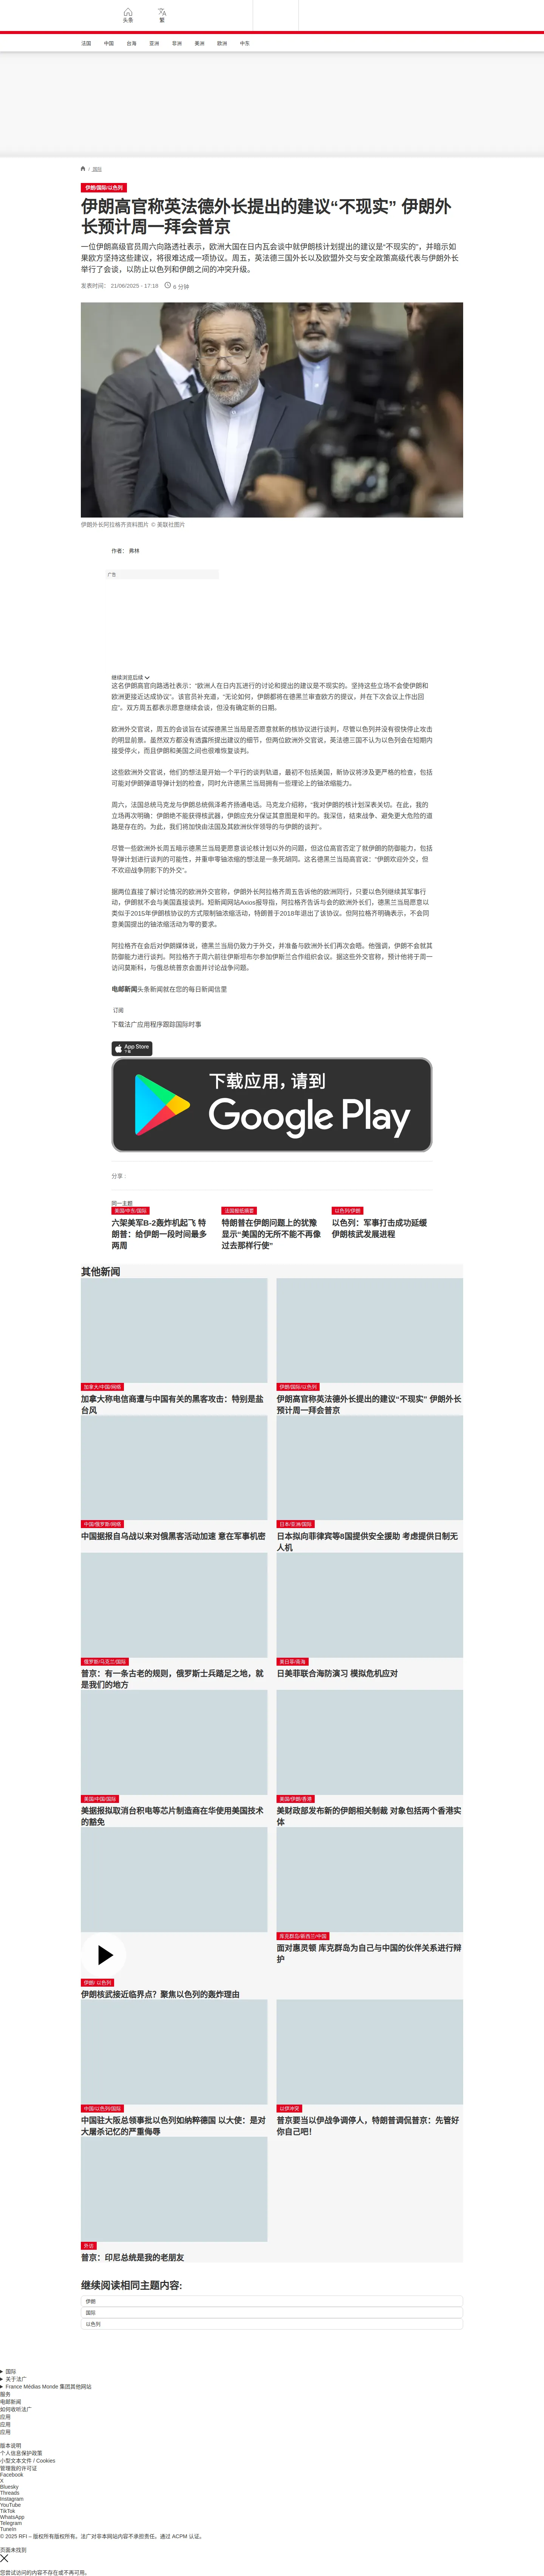 头条
繁
法国
中国
台海
亚洲
非洲
美洲
欧洲
中东
/ 国际
伊朗/国际/以色列
伊朗高官称英法德外长提出的建议“不现实” 伊朗外
长预计周一拜会普京
一位伊朗高级官员周六向路透社表示，欧洲大国在日内瓦会谈中就伊朗核计划提出的建议是“不现实的”，并暗示如
果欧方坚持这些建议，将很难达成一项协议。周五，英法德三国外长以及欧盟外交与安全政策高级代表与伊朗外长
举行了会谈，以防止以色列和伊朗之间的冲突升级。
发表时间： 21/06/2025 - 17:18 6 分钟
伊朗外长阿拉格齐资料图片 © 美联社图片
作者： 弗林
广告
继续浏览后续
这名伊朗高官向路透社表示：“欧洲人在日内瓦进行的讨论和提出的建议是不现实的。坚持这些立场不会使伊朗和
欧洲更接近达成协议”。该官员补充道，“无论如何，伊朗都将在德黑兰审查欧方的提议，并在下次会议上作出回
应”。双方周五都表示愿意继续会谈，但没有确定新的日期。
欧洲外交官说，周五的会谈旨在试探德黑兰当局是否愿意就新的核协议进行谈判，尽管以色列并没有很快停止攻击
的明显前景。虽然双方都没有透露所提出建议的细节，但两位欧洲外交官说，英法德三国不认为以色列会在短期内
接受停火，而且伊朗和美国之间也很难恢复谈判。
这些欧洲外交官说，他们的想法是开始一个平行的谈判轨道，最初不包括美国，新协议将涉及更严格的检查，包括
可能对伊朗弹道导弹计划的检查，同时允许德黑兰当局拥有一些理论上的铀浓缩能力。
周六，法国总统马克龙与伊朗总统佩泽希齐扬通电话。马克龙介绍称，“我对伊朗的核计划深表关切。在此，我的
立场再次明确：伊朗绝不能获得核武器，伊朗应充分保证其意图是和平的。我深信，结束战争、避免更大危险的道
路是存在的。为此，我们将加快由法国及其欧洲伙伴领导的与伊朗的谈判”。
尽管一些欧洲外长周五暗示德黑兰当局更愿意谈论核计划以外的问题，但这位高官否定了就伊朗的防御能力，包括
导弹计划进行谈判的可能性，并重申零铀浓缩的想法是一条死胡同。这名德黑兰当局高官说：“伊朗欢迎外交，但
不欢迎战争阴影下的外交”。
据两位直接了解讨论情况的欧洲外交官称，伊朗外长阿拉格齐周五告诉他的欧洲同行，只要以色列继续其军事行
动，伊朗就不会与美国直接谈判。短新闻网站Axios报导指，阿拉格齐告诉与会的欧洲外长们，德黑兰当局愿意以
类似于2015年伊朗核协议的方式限制铀浓缩活动，特朗普于2018年退出了该协议。但阿拉格齐明确表示，不会同
意美国提出的铀浓缩活动为零的要求。
阿拉格齐在会后对伊朗媒体说，德黑兰当局仍致力于外交，并准备与欧洲外长们再次会晤。他强调，伊朗不会就其
防御能力进行谈判。阿拉格齐于周六前往伊斯坦布尔参加伊斯兰合作组织会议。据这些外交官称，预计他将于周一
访问莫斯科，与俄总统普京会面并讨论战争问题。
电邮新闻头条新闻就在您的每日新闻信里
订阅
下载法广应用程序跟踪国际时事
App Store
下载
下载应用，请到
Google Play
分享 :
同一主题
美国/中东/国际
六架美军B-2轰炸机起飞 特
朗普：给伊朗一段时间最多
两周
法国报纸摘要
特朗普在伊朗问题上的犹豫
显示“美国的无所不能不再像
过去那样行使”
以色列/伊朗
以色列：军事打击成功延缓
伊朗核武发展进程
其他新闻
加拿大/中国/网络
加拿大称电信商遭与中国有关的黑客攻击：特别是盐
台风
伊朗/国际/以色列
伊朗高官称英法德外长提出的建议“不现实” 伊朗外长
预计周一拜会普京
中国/俄罗斯/网络
中国据报自乌战以来对俄黑客活动加速 意在军事机密
日本/亚洲/国际
日本拟向菲律宾等8国提供安全援助 考虑提供日制无
人机
俄罗斯/乌克兰/国际
普京：有一条古老的规则，俄罗斯士兵踏足之地，就
是我们的地方
美日菲/南海
日美菲联合海防演习 模拟危机应对
美国/中国/国际
美据报拟取消台积电等芯片制造商在华使用美国技术
的豁免
美国/伊朗/香港
美财政部发布新的伊朗相关制裁 对象包括两个香港实
体
伊朗/ 以色列
伊朗核武接近临界点？聚焦以色列的轰炸理由
库克群岛/新西兰/中国
面对惠灵顿 库克群岛为自己与中国的伙伴关系进行辩
护
中国/以色列/国际
中国驻大阪总领事批以色列如纳粹德国 以大使：是对
大屠杀记忆的严重侮辱
以伊冲突
普京要当以伊战争调停人，特朗普调侃普京：先管好
你自己吧！
外访
普京：印尼总统是我的老朋友
继续阅读相同主题内容:
伊朗
国际
以色列
国际
关于法广
France Médias Monde 集团其他网站
服务
电邮新闻
如何收听法广
应用
应用
应用
版本说明
个人信息保护政策
小型文本文件 / Cookies
管理我的许可证
Facebook
X
Bluesky
Threads
Instagram
YouTube
TikTok
WhatsApp
Telegram
TuneIn
© 2025 RFI – 版权所有版权所有。法广对非本网站内容不承担责任。通过 ACPM 认证。
页面未找到
您尝试访问的内容不存在或不再可用。